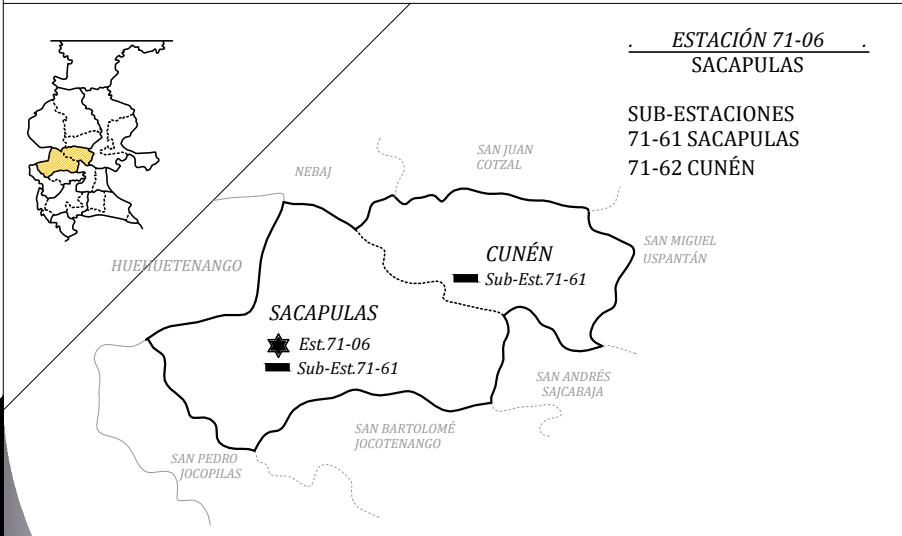 . ESTACIÓN 71-06 .
SACAPULAS
SUB-ESTACIONES
71-61 SACAPULAS
71-62 CUNÉN
SAN JUAN
COTZAL
NEBAJ
SAN MIGUEL
USPANTÁN
CUNÉN
Sub-Est.71-61
HUEHUETENANGO
SACAPULAS
Est.71-06
Sub-Est.71-61
SAN ANDRÉS
SAJCABAJA
SAN BARTOLOMÉ
JOCOTENANGO
SAN PEDRO
JOCOPILAS